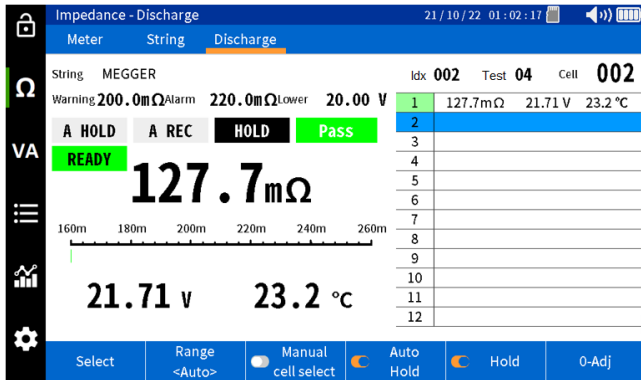 Impedance - Discharge 21/10/22 01:02:17
Meter String Discharge
String MEGGER Idx 002 Test 04 Cell 002
Warning 200.0mΩ Alarm 220.0mΩ Lower 20.00 V
1 127.7mΩ 21.71 V 23.2 °C
A HOLD A REC HOLD Pass
2
3
READY
4
127.7mΩ
5
6
7
160m 180m 200m 220m 240m 260m
8
9
10
21.71 V 23.2 °C
11
12
Ω
VA
Select
Range
<Auto>
Manual
cell select
Auto
Hold
Hold
0-Adj